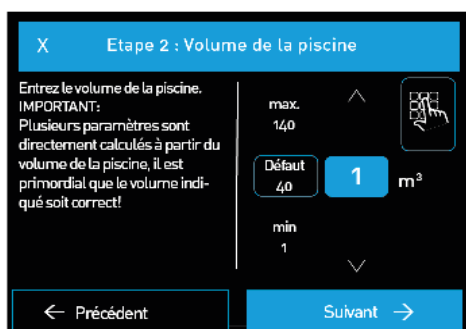 X Etape 2 : Volume de la piscine
Entrez le volume de la piscine.
IMPORTANT:
Plusieurs paramètres sont
directement calculés à partir du
volume de la piscine, il est
primordial que le volume indi-
qué soit correct!
max.
140
Défaut
40
1 m³
min
1
← Précédent
Suivant →